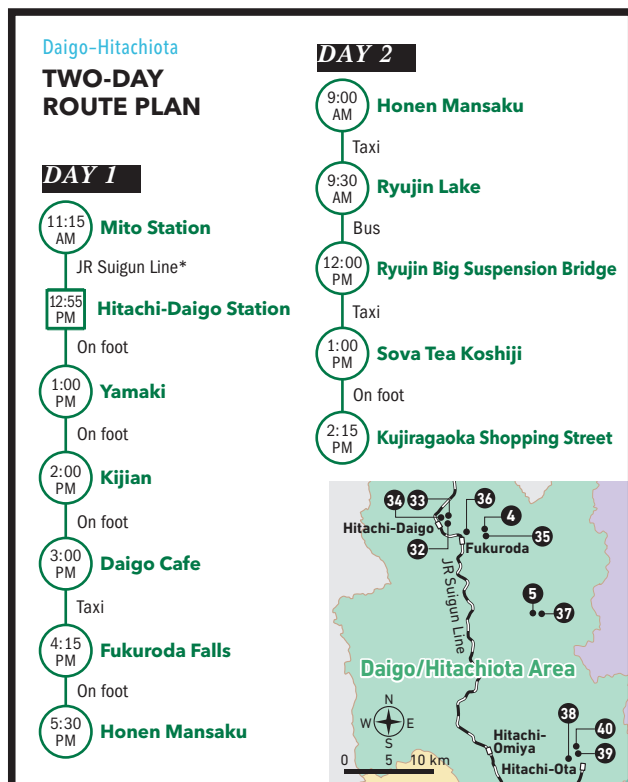 Daigo–Hitachiota
TWO-DAY
ROUTE PLAN
DAY 1
11:15
AM
Mito Station
JR Suigun Line*
12:55
PM
Hitachi-Daigo Station
On foot
1:00
PM
Yamaki
On foot
2:00
PM
Kijian
On foot
3:00
PM
Daigo Cafe
Taxi
4:15
PM
Fukuroda Falls
On foot
5:30
PM
Honen Mansaku
DAY 2
9:00
AM
Honen Mansaku
Taxi
9:30
AM
Ryujin Lake
Bus
12:00
PM
Ryujin Big Suspension Bridge
Taxi
1:00
PM
Sova Tea Koshiji
On foot
2:15
PM
Kujiragaoka Shopping Street
34 33 36
4
Hitachi-Daigo
32
35
Fukuroda
JR Suigun Line
5
37
Daigo/Hitachiota Area
N
W E
S
38
Hitachi-
Omiya
40
39
Hitachi-Ota
0 5 10 km